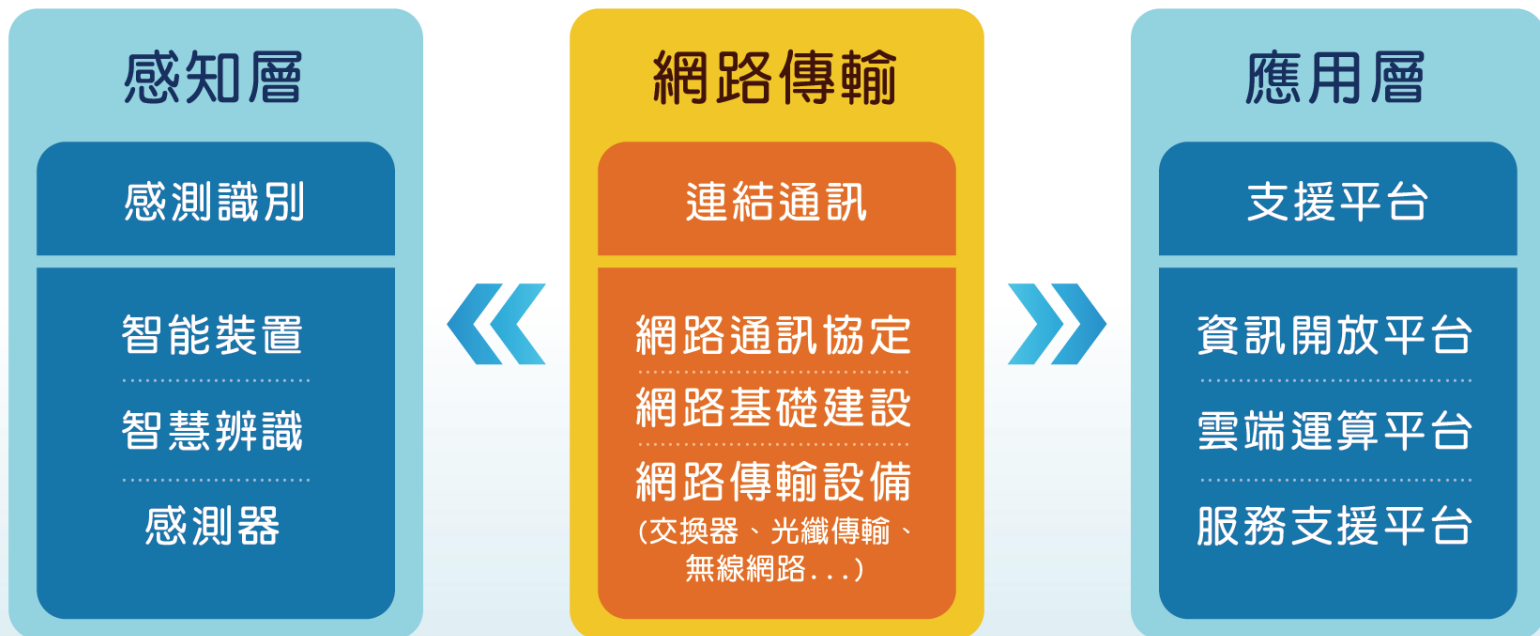 感知層
感測識別
智能裝置
智慧辨識
感測器
網路傳輸
連結通訊
網路通訊協定
網路基礎建設
網路傳輸設備
(交換器、光纖傳輸、
無線網路...)
應用層
支援平台
資訊開放平台
雲端運算平台
服務支援平台